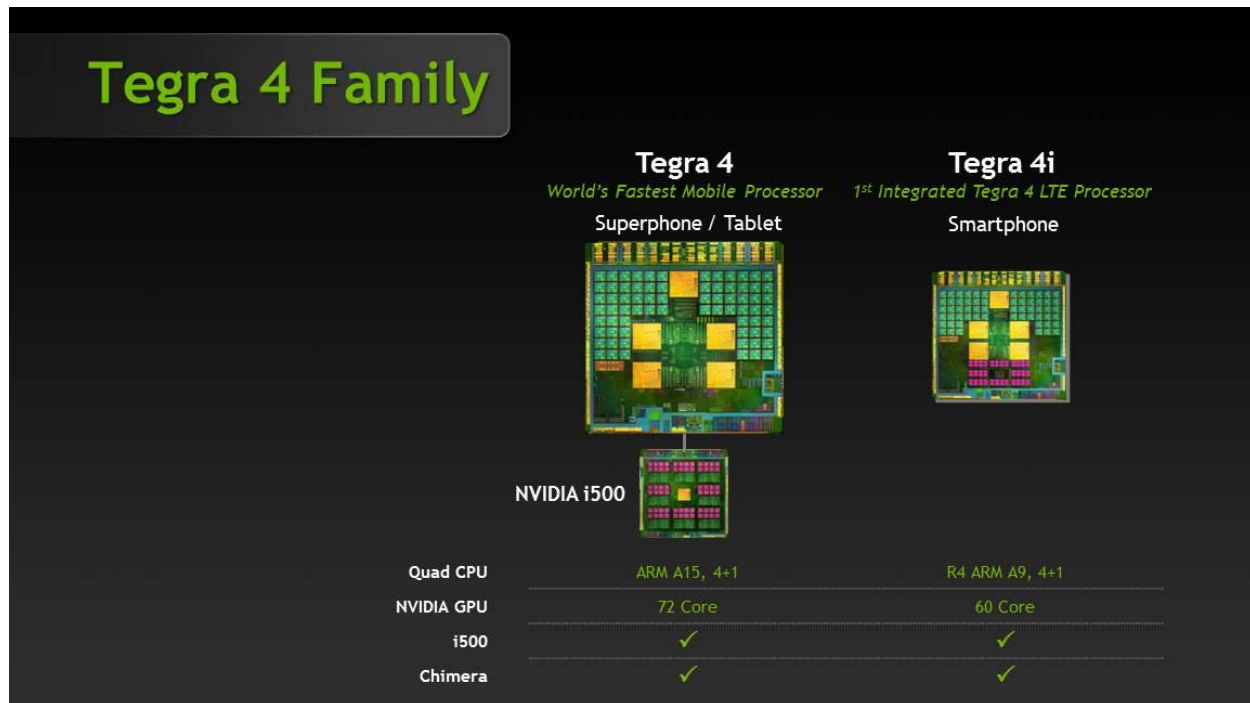 Tegra 4 Family
Tegra 4
World's Fastest Mobile Processor
Superphone / Tablet
Tegra 4i
1st Integrated Tegra 4 LTE Processor
Smartphone
NVIDIA i500
Quad CPU ARM A15, 4+1 R4 ARM A9, 4+1
NVIDIA GPU 72 Core 60 Core
i500 ✓ ✓
Chimera ✓ ✓